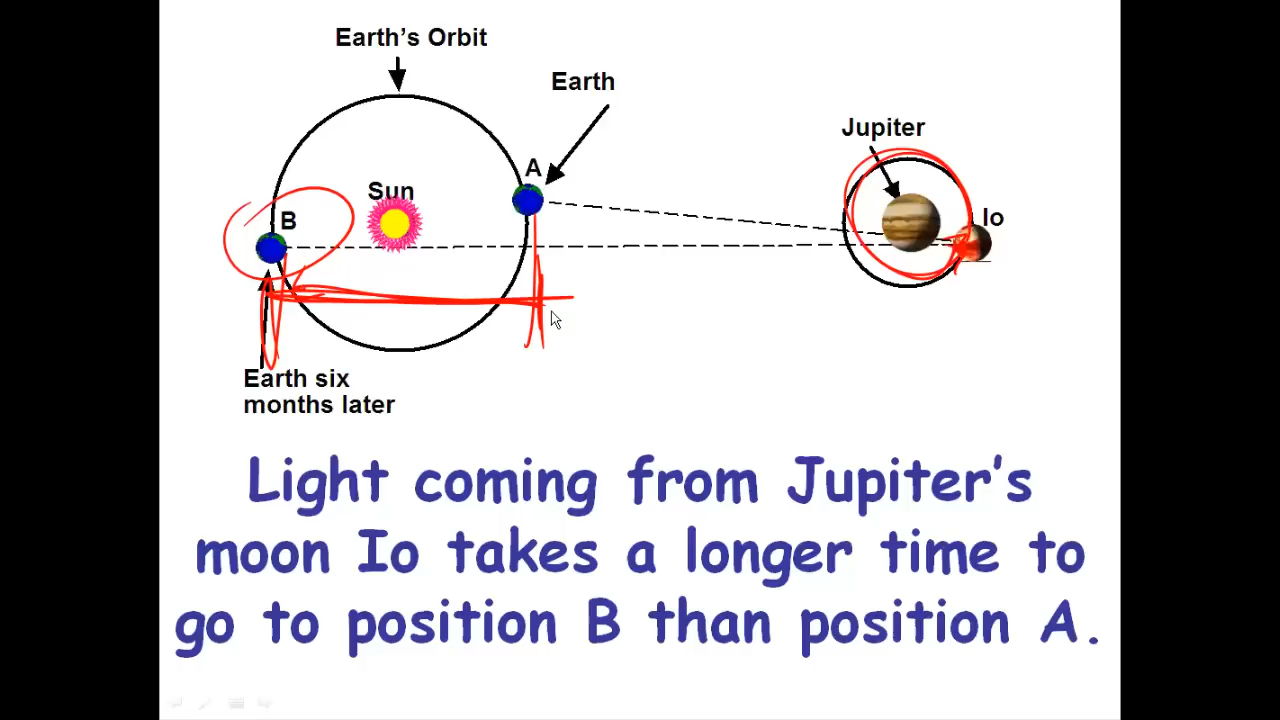 Earth's Orbit
Earth
Jupiter
A
Sun
B
Io
Earth six
months later
Light coming from Jupiter's
moon Io takes a longer time to
go to position B than position A.